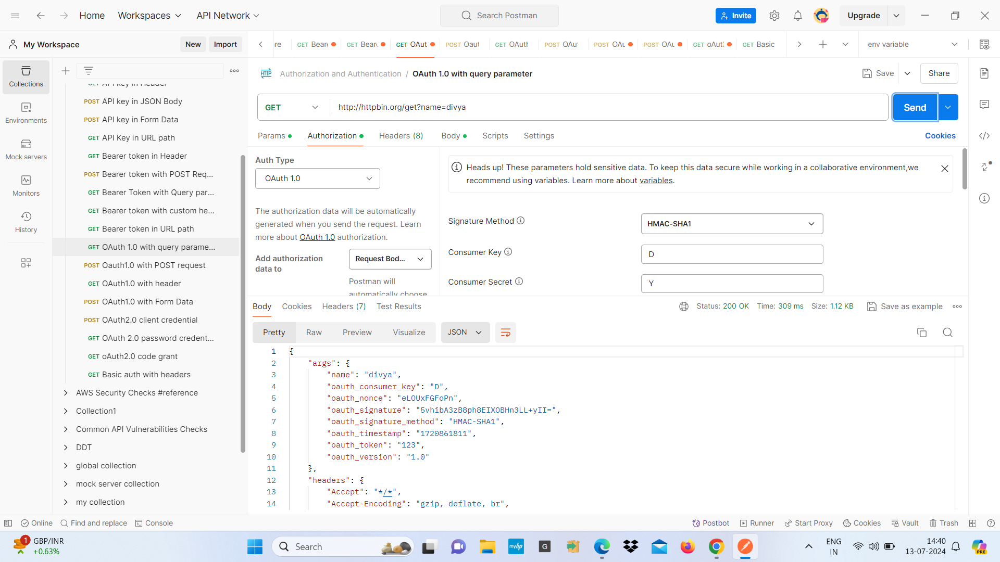 Home
Workspaces
API Network
Search Postman
Invite
Upgrade
My Workspace
New
Import
GET Bear
GET Bear
GET OAut
POST Oaut
GET OAuth
POST OAu
POST OAu
POST OAu
GET oAut
GET Basic
env variable
Collections
Environments
Mock servers
Monitors
History
API key in Header
POST API key in JSON Body
POST API key in Form Data
GET API Key in URL path
GET Bearer token in Header
POST Bearer token with POST Req...
GET Bearer Token with Query par...
GET Bearer token with custom he...
GET Bearer token in URL path
GET OAuth 1.0 with query parame...
POST Oauth1.0 with POST request
GET OAuth1.0 with header
POST OAuth1.0 with Form Data
POST OAuth2.0 client credential
GET OAuth 2.0 password credent...
GET oAuth2.0 code grant
GET Basic auth with headers
AWS Security Checks #reference
Collection1
Common API Vulnerabilities Checks
DDT
global collection
mock server collection
my collection
HTTP Authorization and Authentication / OAuth 1.0 with query parameter
Save
Share
GET
http://httpbin.org/get?name=divya
Send
Params
Authorization
Headers (8)
Body
Scripts
Settings
Cookies
Auth Type
OAuth 1.0
The authorization data will be automatically
generated when you send the request. Learn
more about OAuth 1.0 authorization.
Add authorization
data to
Request Bod...
Postman will
automatically choose
Heads up! These parameters hold sensitive data. To keep this data secure while working in a collaborative environment,we
recommend using variables. Learn more about variables.
Signature Method
HMAC-SHA1
Consumer Key
D
Consumer Secret
Y
Body
Cookies
Headers (7)
Test Results
Status: 200 OK
Time: 309 ms
Size: 1.12 KB
Save as example
Pretty
Raw
Preview
Visualize
JSON
1 {
2 "args": {
3 "name": "divya",
4 "oauth_consumer_key": "D",
5 "oauth_nonce": "eLOUxFGFoPn",
6 "oauth_signature": "5vhibA3zB8ph8EIXOBHn3LL+yII=",
7 "oauth_signature_method": "HMAC-SHA1",
8 "oauth_timestamp": "1720861811",
9 "oauth_token": "123",
10 "oauth_version": "1.0"
11 },
12 "headers": {
13 "Accept": "*/*",
14 "Accept-Encoding": "gzip, deflate, br",
Online
Find and replace
Console
Postbot
Runner
Start Proxy
Cookies
Vault
Trash
1
GBP/INR
+0.63%
Search
myhp
G
PRE
ENG
IN
14:40
13-07-2024